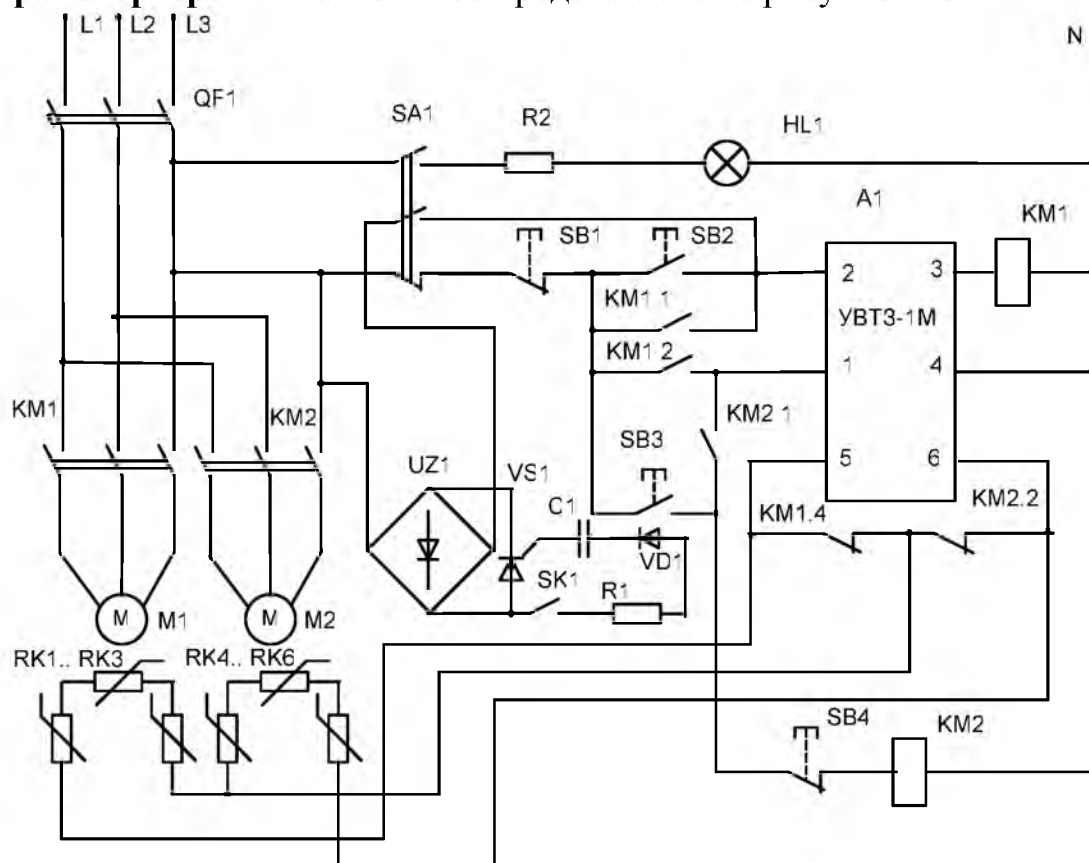 L1 L2 L3 N
QF1 SA1 R2 HL1
A1 KM1
SB1 SB2
2 3
KM1 1 УВТЗ-1М
KM1 2 1 4
KM1 KM2 KM2 1
SB3 5 6
UZ1 VS1 C1 KM1.4 KM2.2
VD1
SK1 R1
M M1 M M2
RK1.. RK3 RK4.. RK6
SB4 KM2